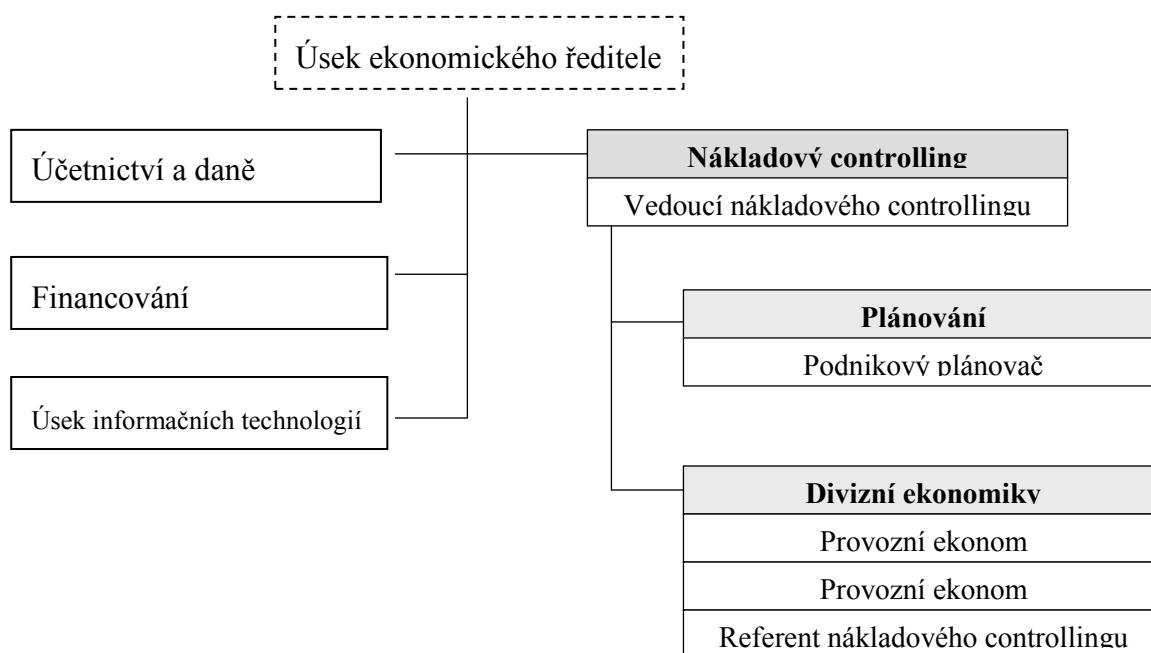 Úsek ekonomického ředitele
Účetnictví a daně
Financování
Úsek informačních technologií
Nákladový controlling
Vedoucí nákladového controllingu
Plánování
Podnikový plánovač
Divizní ekonomiky
Provozní ekonom
Provozní ekonom
Referent nákladového controllingu